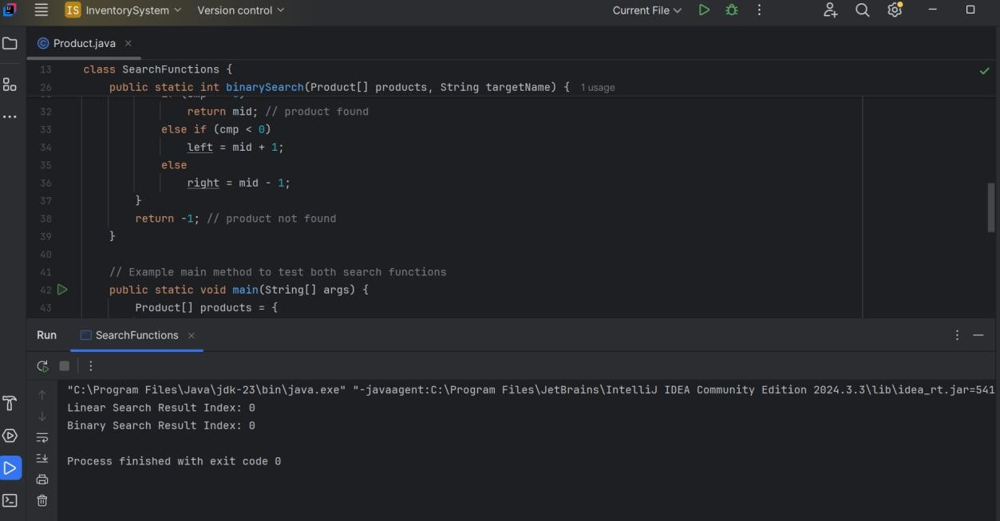 IS InventorySystem Version control Current File
Product.java
13 class SearchFunctions {
26 public static int binarySearch(Product[] products, String targetName) { 1 usage
32 return mid; // product found
33 else if (cmp < 0)
34 left = mid + 1;
35 else
36 right = mid - 1;
37 }
38 return -1; // product not found
39 }
40
41 // Example main method to test both search functions
42 public static void main(String[] args) {
43 Product[] products = {
Run SearchFunctions
"C:\Program Files\Java\jdk-23\bin\java.exe" "-javaagent:C:\Program Files\JetBrains\IntelliJ IDEA Community Edition 2024.3.3\lib\idea_rt.jar=541
Linear Search Result Index: 0
Binary Search Result Index: 0
Process finished with exit code 0